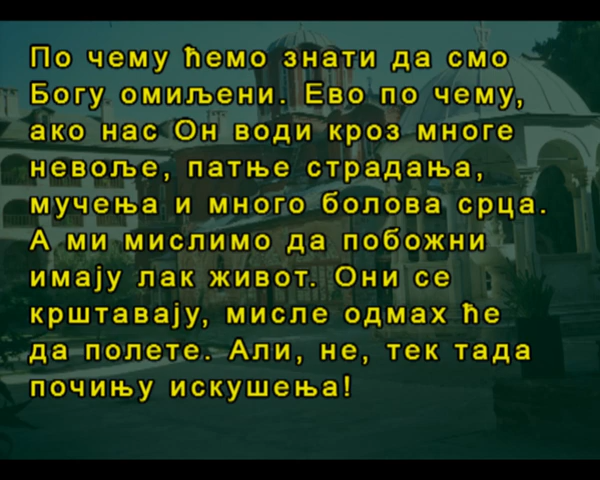 По чему ћемо знати да смо
Богу омиљени. Ево по чему,
ако нас Он води кроз многе
невоље, патње страдања,
мучења и много болова срца.
А ми мислимо да побожни
имају лак живот. Они се
крштавају, мисле одмах ће
да полете. Али, не, тек тада
почињу искушења!